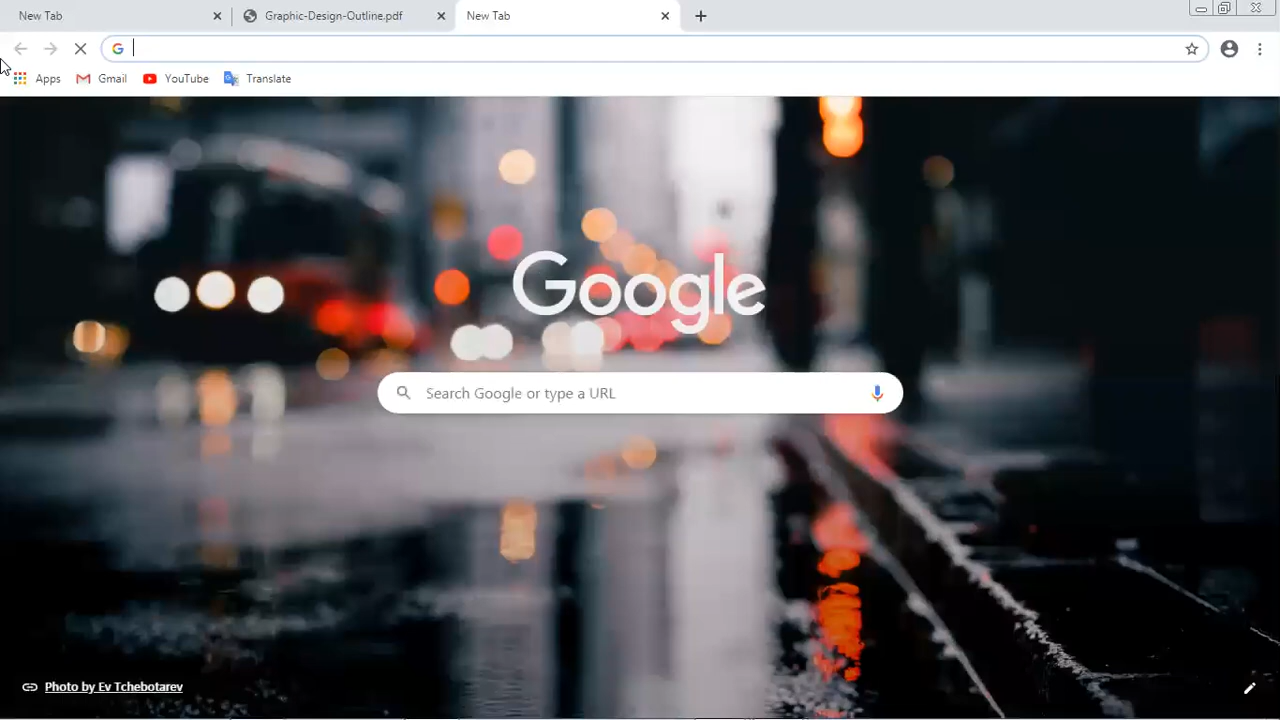 New Tab
Graphic-Design-Outline.pdf
New Tab
Apps
Gmail
YouTube
Translate
Google
Search Google or type a URL
Photo by Ev Tchebotarev